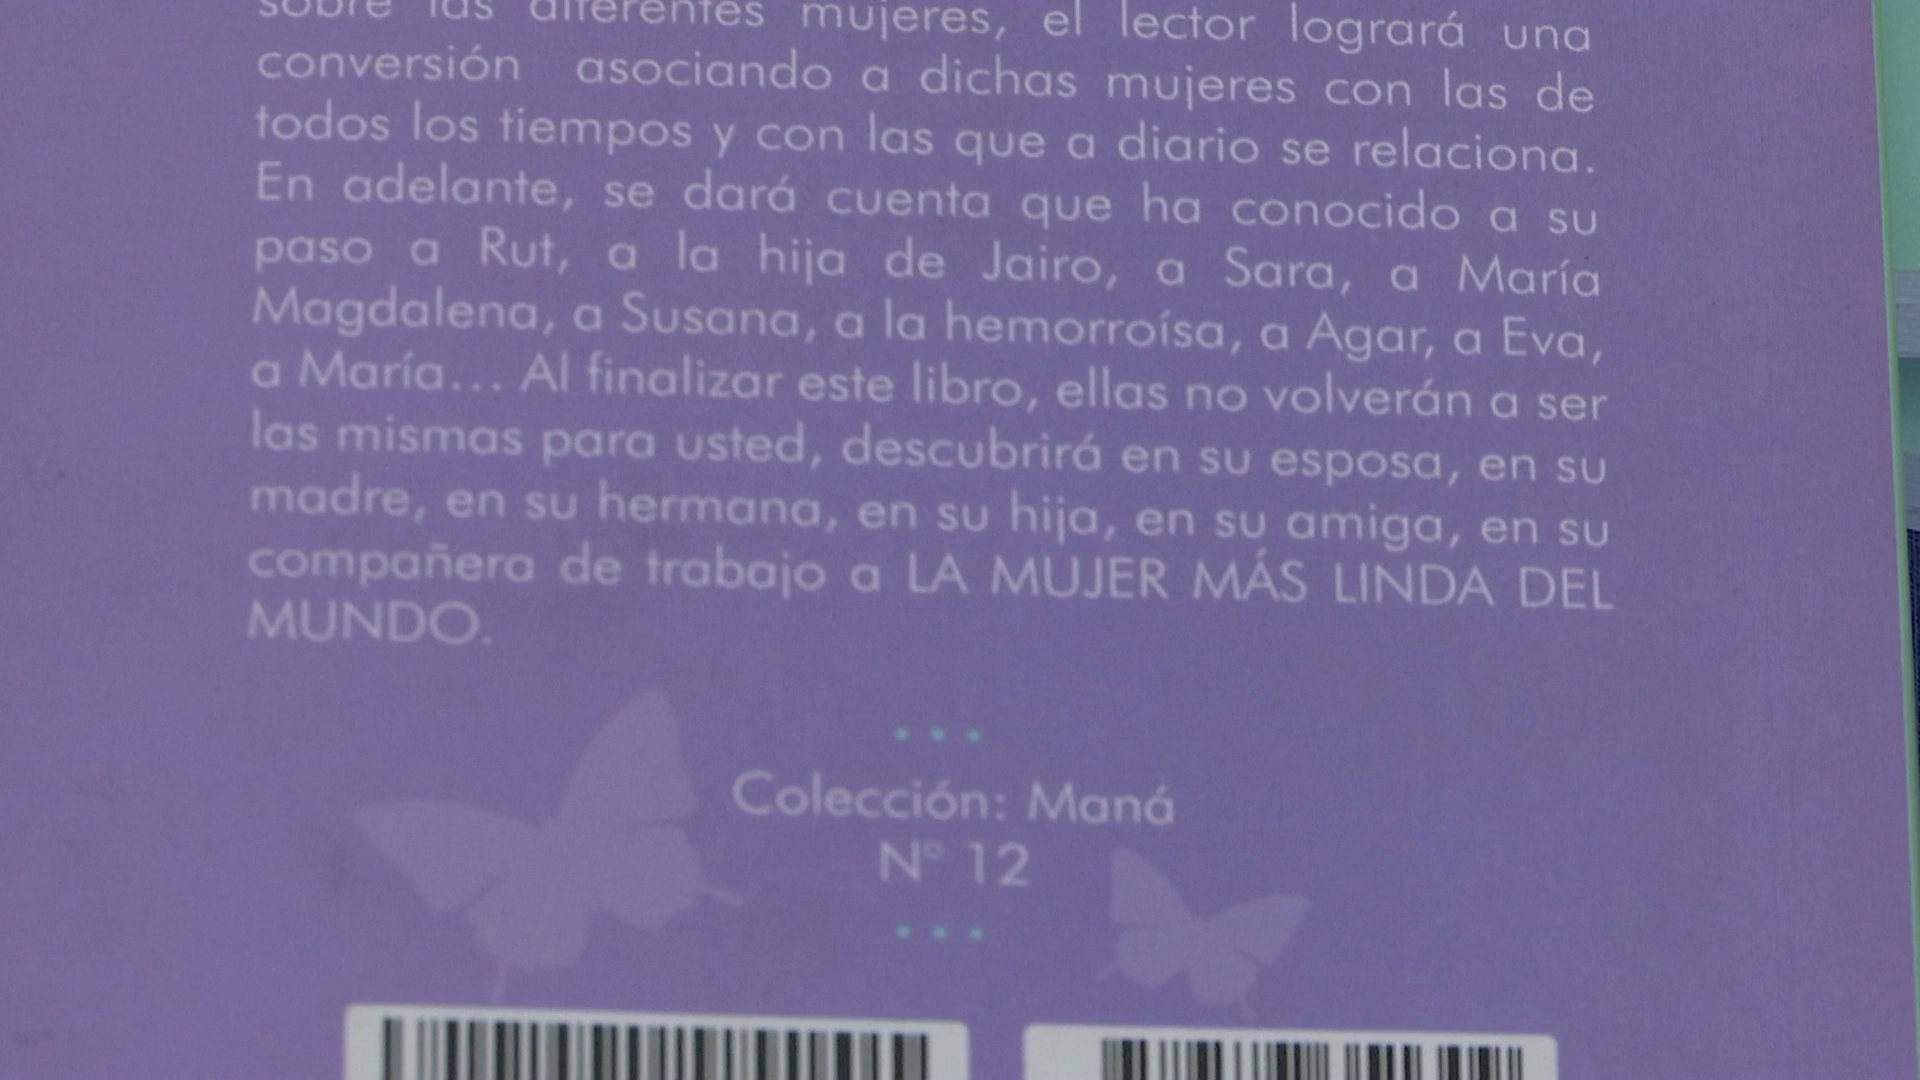 sobre las diferentes mujeres, el lector logrará una
conversión asociando a dichas mujeres con las de
todos los tiempos y con las que a diario se relaciona.
En adelante, se dará cuenta que ha conocido a su
paso a Rut, a la hija de Jairo, a Sara, a María
Magdalena, a Susana, a la hemorroísa, a Agar, a Eva,
a María... Al finalizar este libro, ellas no volverán a ser
las mismas para usted, descubrirá en su esposa, en su
madre, en su hermana, en su hija, en su amiga, en su
compañera de trabajo a LA MUJER MÁS LINDA DEL
MUNDO.
Colección: Maná
N° 12